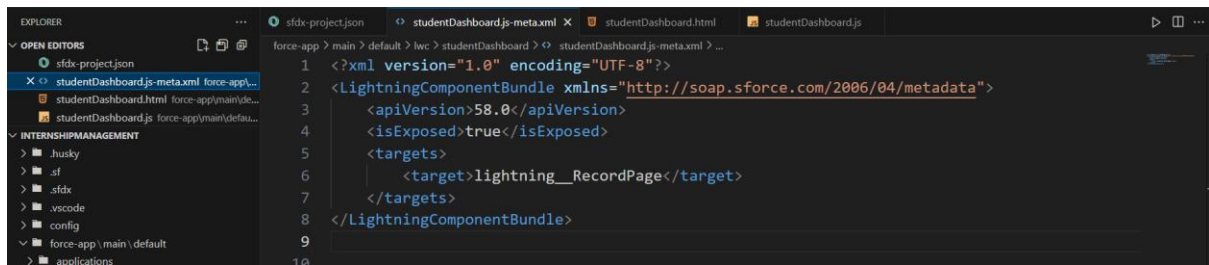 EXPLORER
OPEN EDITORS
sfdx-project.json
studentDashboard.js-meta.xml force-app\...
studentDashboard.html force-app\main\de...
studentDashboard.js force-app\main\defau...
INTERNSHIPMANAGEMENT
.husky
.sf
.sfdx
.vscode
config
force-app\main\default
applications
sfdx-project.json studentDashboard.js-meta.xml studentDashboard.html studentDashboard.js
force-app > main > default > lwc > studentDashboard > studentDashboard.js-meta.xml > ...
1 <?xml version="1.0" encoding="UTF-8"?>
2 <LightningComponentBundle xmlns="http://soap.sforce.com/2006/04/metadata">
3 <apiVersion>58.0</apiVersion>
4 <isExposed>true</isExposed>
5 <targets>
6 <target>lightning__RecordPage</target>
7 </targets>
8 </LightningComponentBundle>
9
10